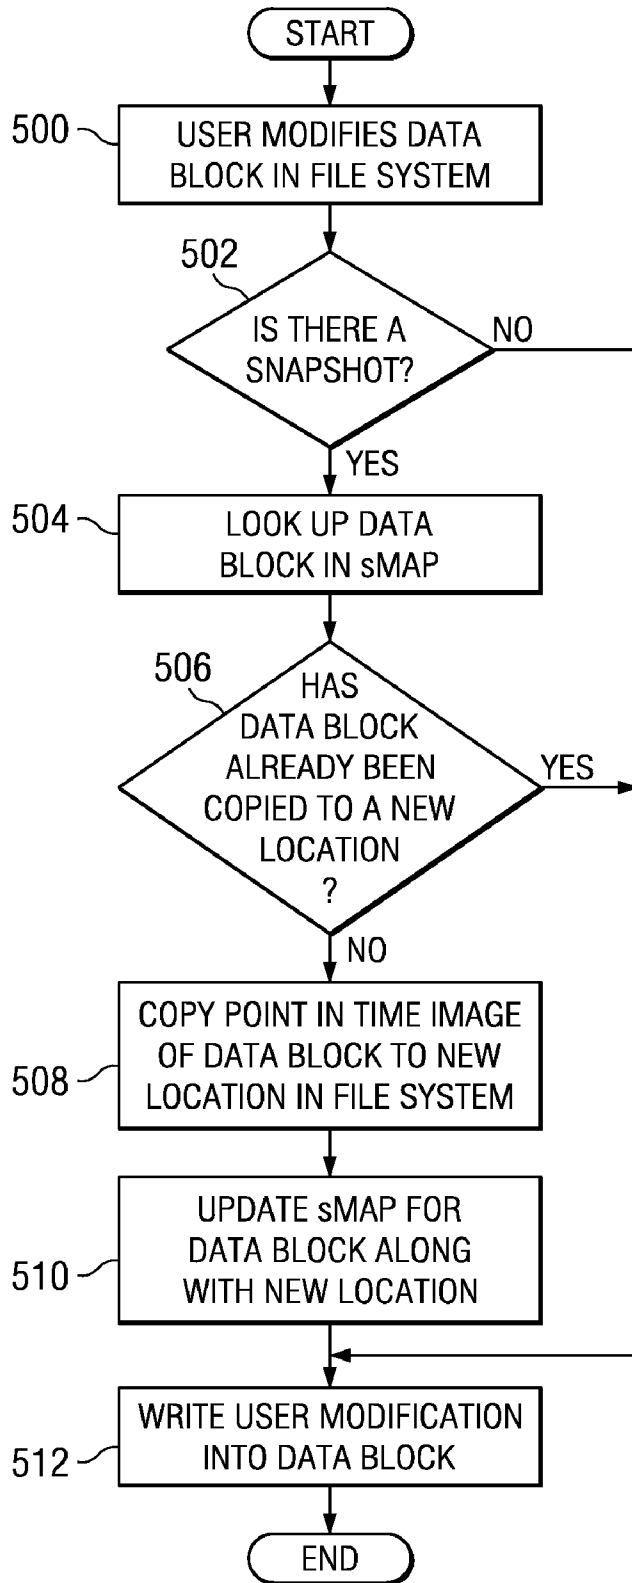 START
500
USER MODIFIES DATA
BLOCK IN FILE SYSTEM
502
IS THERE A
SNAPSHOT?
NO
YES
504
LOOK UP DATA
BLOCK IN sMAP
506
HAS
DATA BLOCK
ALREADY BEEN
COPIED TO A NEW
LOCATION
?
YES
NO
508
COPY POINT IN TIME IMAGE
OF DATA BLOCK TO NEW
LOCATION IN FILE SYSTEM
510
UPDATE sMAP FOR
DATA BLOCK ALONG
WITH NEW LOCATION
512
WRITE USER MODIFICATION
INTO DATA BLOCK
END